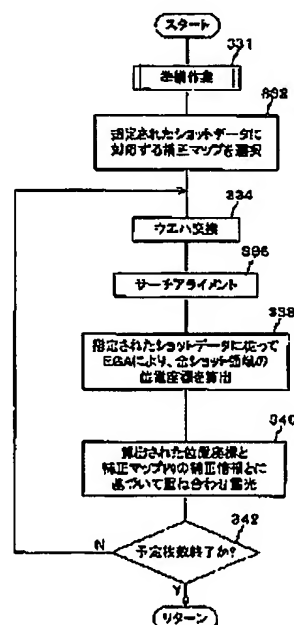 スタート
331
準備作業
332
指定されたショットデータに
対応する補正マップを選択
334
ウエハ交換
336
サーチアライメント
338
指定されたショットデータに従って
EGAにより、全ショット領域の
位置座標を算出
340
算出された位置座標と
補正マップ内の補正情報とに
基づいて重ね合わせ露光
342
予定枚数終了か?
N
Y
リターン